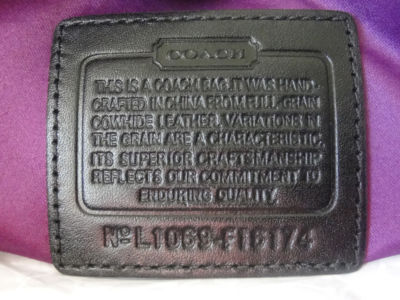 COACH
THIS IS A COACH BAG. IT WAS HAND-
CRAFTED IN CHINA FROM FULL-GRAIN
COWHIDE LEATHER. VARIATIONS IN
THE GRAIN ARE A CHARACTERISTIC.
ITS SUPERIOR CRAFTSMANSHIP
REFLECTS OUR COMMITMENT TO
ENDURING QUALITY.
No L1069-F16174